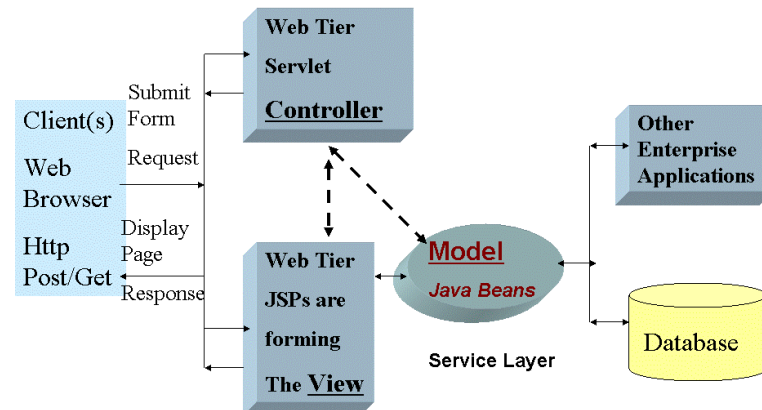 Client(s)
Web
Browser
Http
Post/Get
Submit
Form
Request
Display
Page
Response
Web Tier
Servlet
Controller
Web Tier
JSPs are
forming
The View
Model
Java Beans
Service Layer
Other
Enterprise
Applications
Database